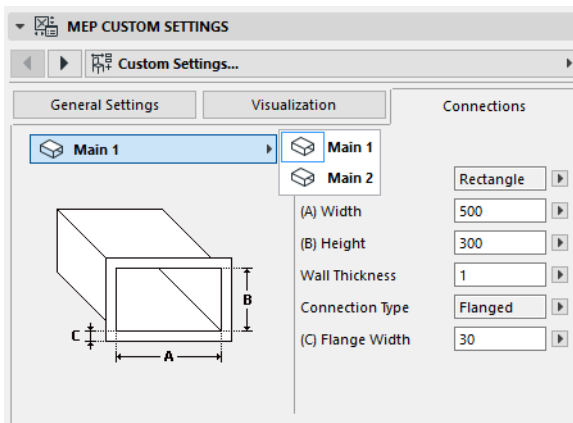 MEP CUSTOM SETTINGS
Custom Settings...
General Settings Visualization Connections
Main 1
Main 1
Main 2
Rectangle
(A) Width 500
(B) Height 300
Wall Thickness 1
Connection Type Flanged
(C) Flange Width 30
B
C
A